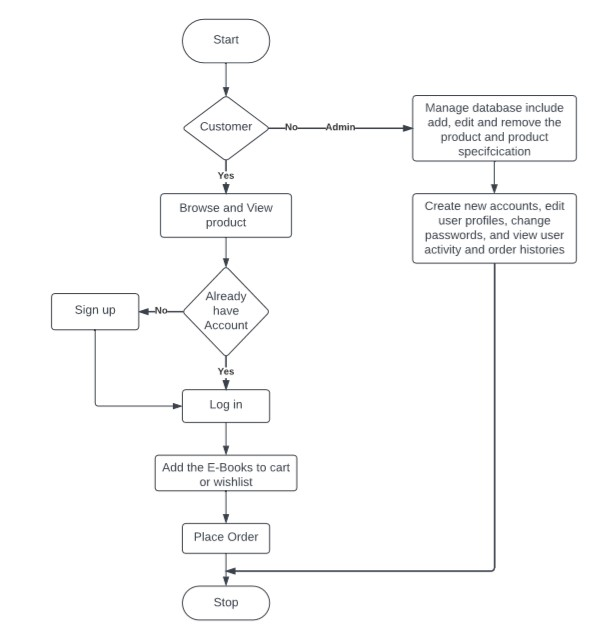 Start
Customer
No
Admin
Manage database include
add, edit and remove the
product and product
specifcication
Yes
Browse and View
product
Create new accounts, edit
user profiles, change
passwords, and view user
activity and order histories
Already
have
Account
No
Sign up
Yes
Log in
Add the E-Books to cart
or wishlist
Place Order
Stop